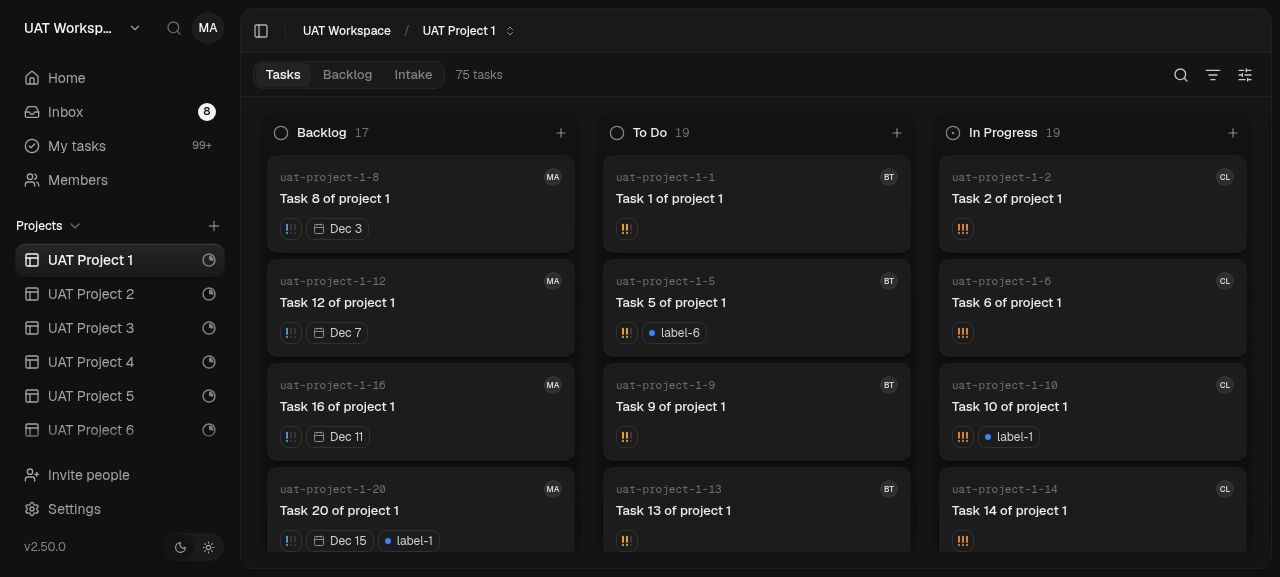 UAT Worksp...
MA
Home
Inbox
8
My tasks
99+
Members
Projects
UAT Project 1
UAT Project 2
UAT Project 3
UAT Project 4
UAT Project 5
UAT Project 6
Invite people
Settings
v2.50.0
UAT Workspace / UAT Project 1
Tasks Backlog Intake 75 tasks
Backlog 17
uat-project-1-8 MA
Task 8 of project 1
Dec 3
uat-project-1-12 MA
Task 12 of project 1
Dec 7
uat-project-1-16 MA
Task 16 of project 1
Dec 11
uat-project-1-20 MA
Task 20 of project 1
Dec 15 label-1
To Do 19
uat-project-1-1 BT
Task 1 of project 1
uat-project-1-5 BT
Task 5 of project 1
label-6
uat-project-1-9 BT
Task 9 of project 1
uat-project-1-13 BT
Task 13 of project 1
In Progress 19
uat-project-1-2 CL
Task 2 of project 1
uat-project-1-6 CL
Task 6 of project 1
uat-project-1-10 CL
Task 10 of project 1
label-1
uat-project-1-14 CL
Task 14 of project 1